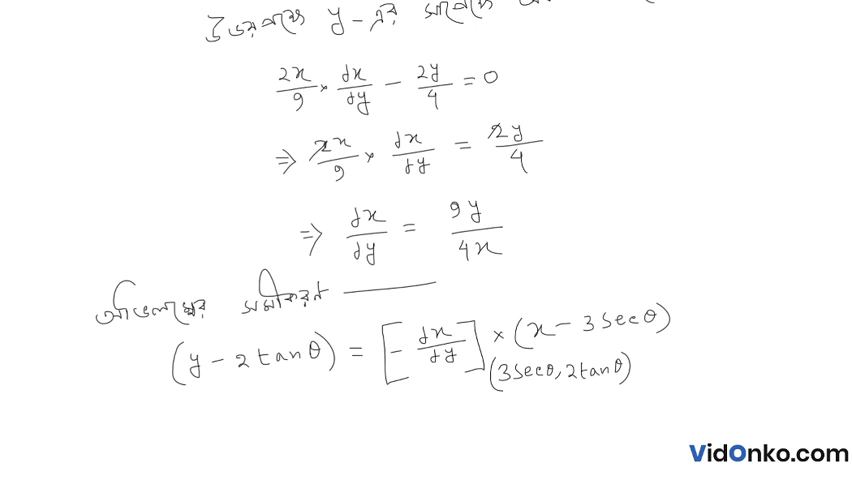 উভয়পক্ষে y-এর সাপেক্ষে
2x/9 × dx/dy − 2y/4 = 0
⇒ 2x/9 × dx/dy = 2y/4
⇒ dx/dy = 9y/4x
অভিলম্বের সমীকরণ ———
(y − 2tanθ) = [− dx/dy] × (x − 3secθ)
(3secθ, 2tanθ)
VidOnko.com